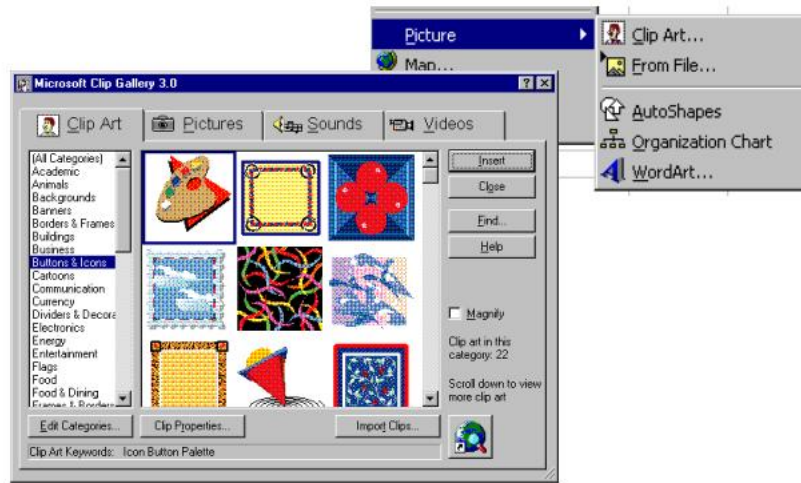 Picture
Clip Art...
Map...
From File...
AutoShapes
Organization Chart
WordArt...
Microsoft Clip Gallery 3.0
Clip Art
Pictures
Sounds
Videos
(All Categories)
Academic
Animals
Backgrounds
Banners
Borders & Frames
Buildings
Business
Buttons & Icons
Cartoons
Communication
Currency
Dividers & Decora
Electronics
Energy
Entertainment
Flags
Food
Food & Dining
Frames & Borders
Insert
Close
Find...
Help
Magnify
Clip art in this
category: 22
Scroll down to view
more clip art
Edit Categories...
Clip Properties...
Import Clips...
Clip Art Keywords: Icon Button Palette